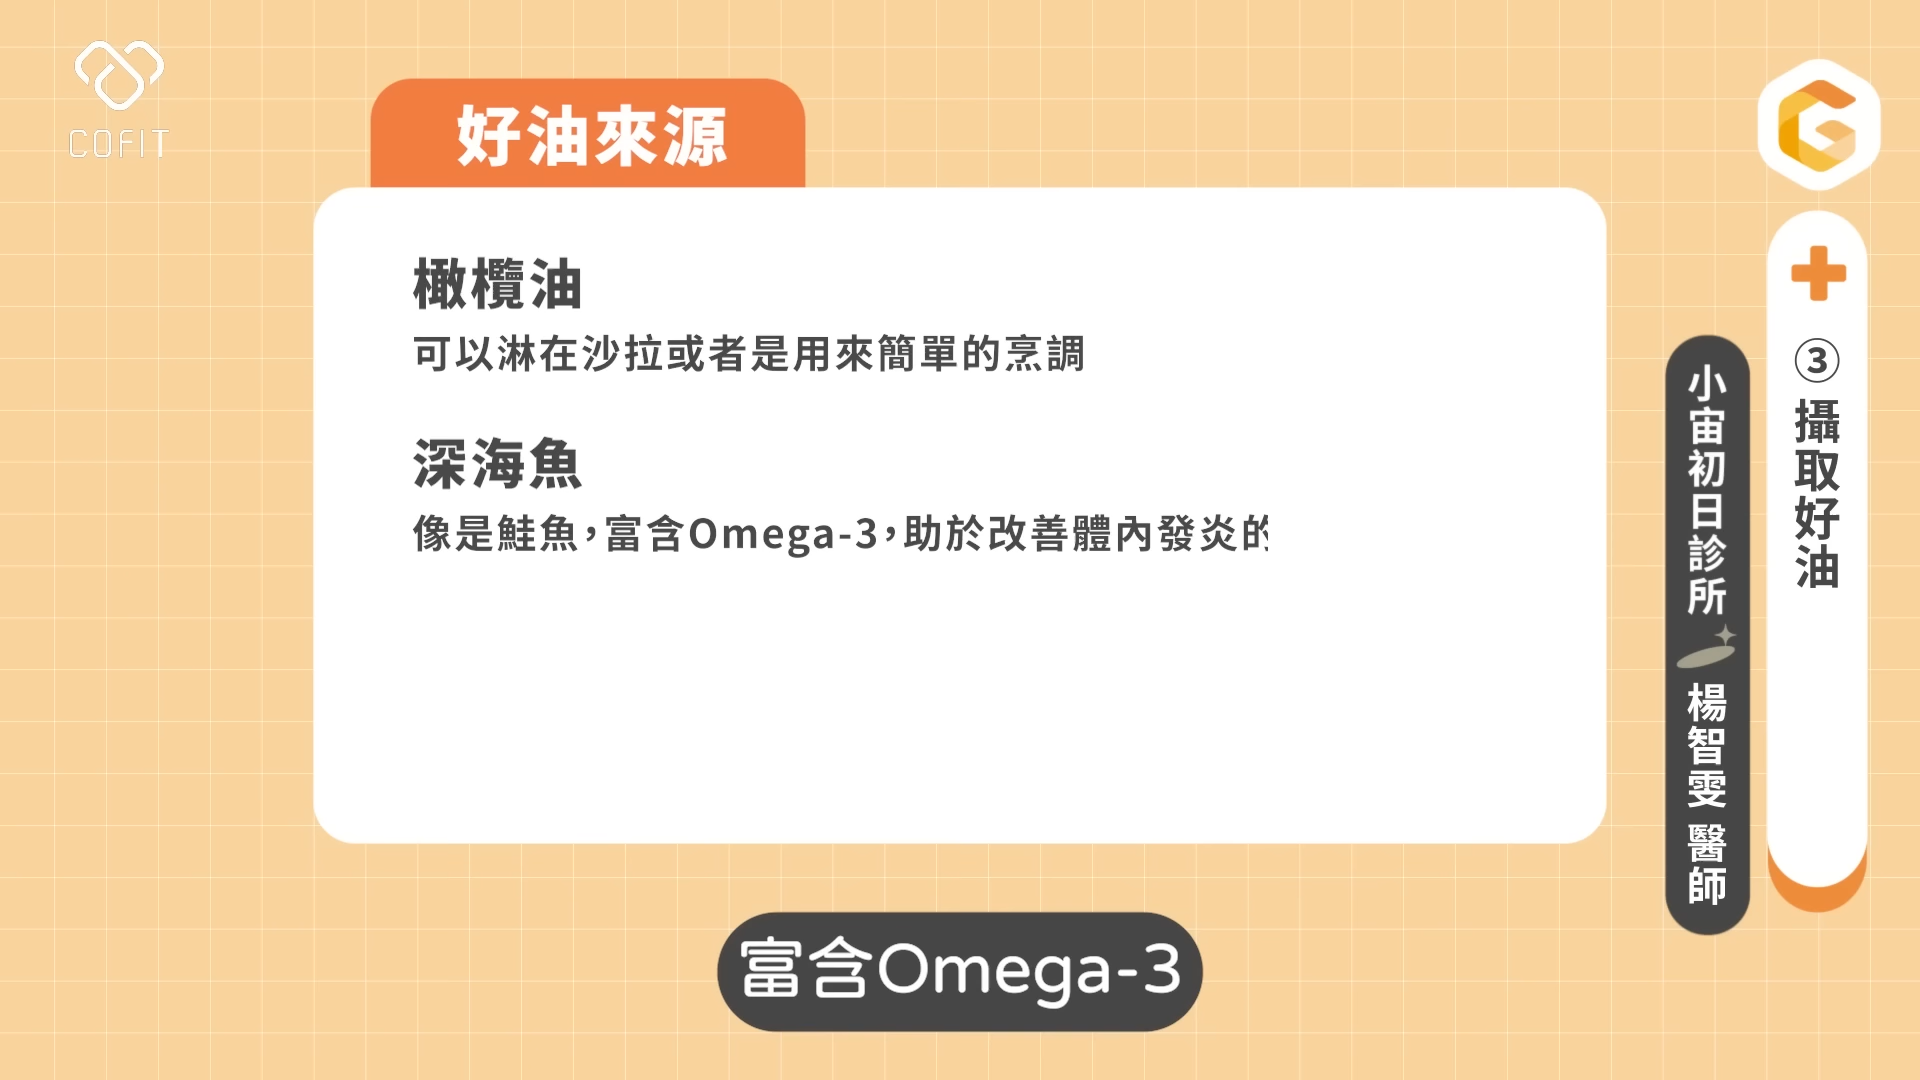 COFIT
好油來源
橄欖油
可以淋在沙拉或者是用來簡單的烹調
深海魚
像是鮭魚，富含Omega-3，助於改善體內發炎的
③攝取好油
小宙初日診所
楊智雯 醫師
富含Omega-3